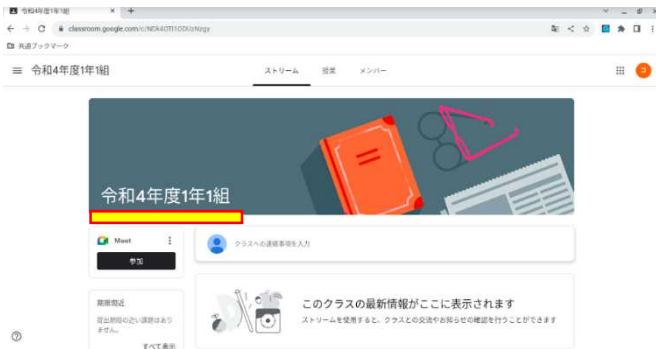 令和4年度1年1組
共通ブックマーク
令和4年度1年1組
ストリーム 授業 メンバー
令和4年度1年1組
Meet
参加
クラスへの連絡事項を入力
期限間近
提出期限の近い課題はあり
ません。
すべて表示
このクラスの最新情報がここに表示されます
ストリームを使用すると、クラスとの交流やお知らせの確認を行うことができます